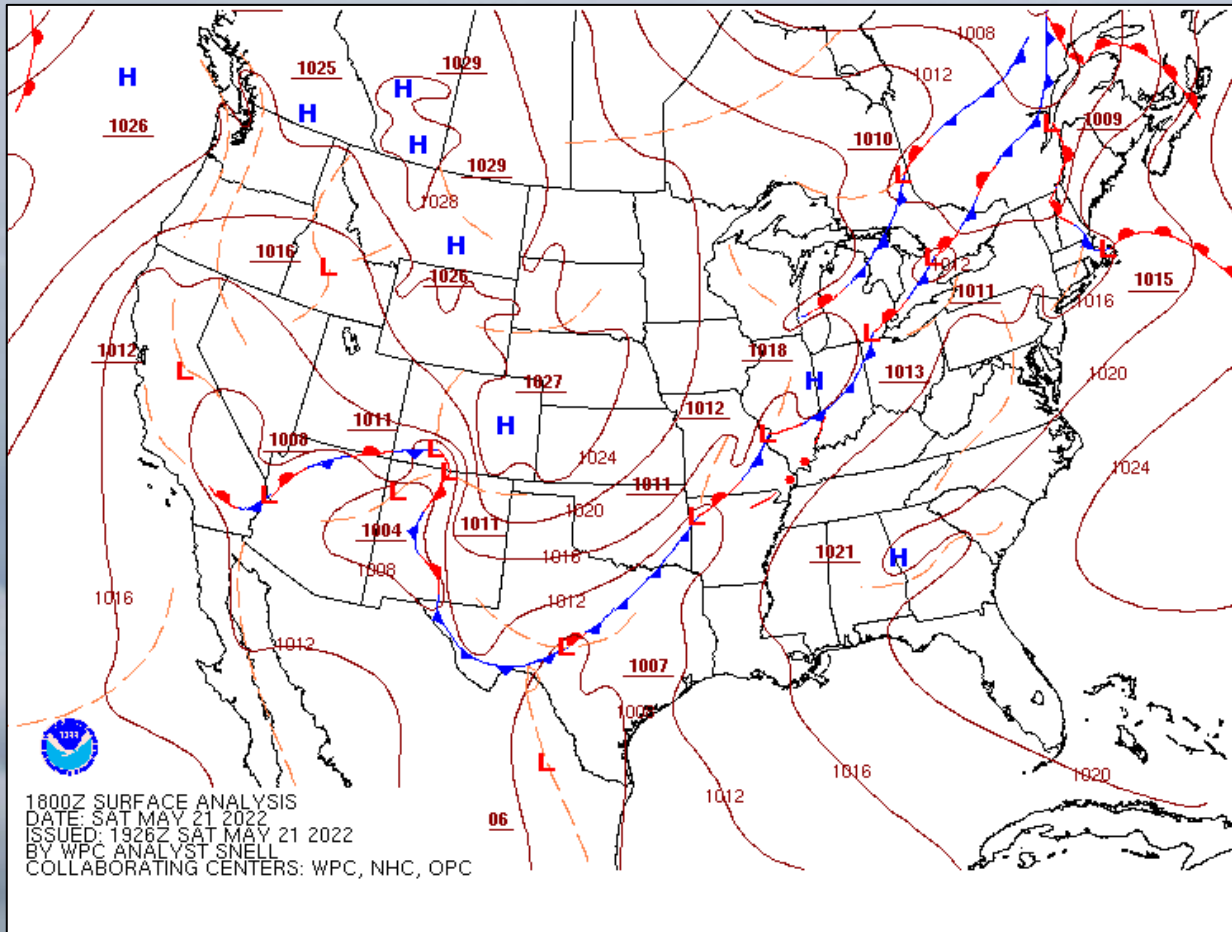 1008
H
1025
1029
H
1012
H
1026
H
1010
L
1009
H
1029
L
1028
1016
H
L
L
L
1026
1012
1011
1015
1016
L
1012
L
1018
1013
1020
1027
H
1012
1011
1008
H
L
L
1024
1024
L
L
L
1011
1004
1011
L
1020
1016
1021
H
1008
1016
1012
1012
L
1007
1008
L
1016
1020
1012
06
1800Z SURFACE ANALYSIS
DATE: SAT MAY 21 2022
ISSUED: 1926Z SAT MAY 21 2022
BY WPC ANALYST SNELL
COLLABORATING CENTERS: WPC, NHC, OPC